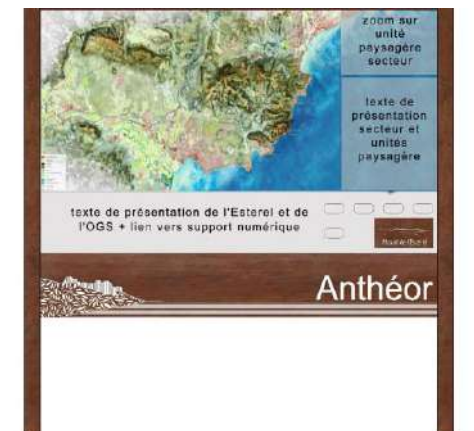 zoom sur
unité
paysagère
secteur
texte de
présentation
secteur et
unités
paysagère
texte de présentation de l'Esterel et de
l'OGS + lien vers support numérique
Anthéor